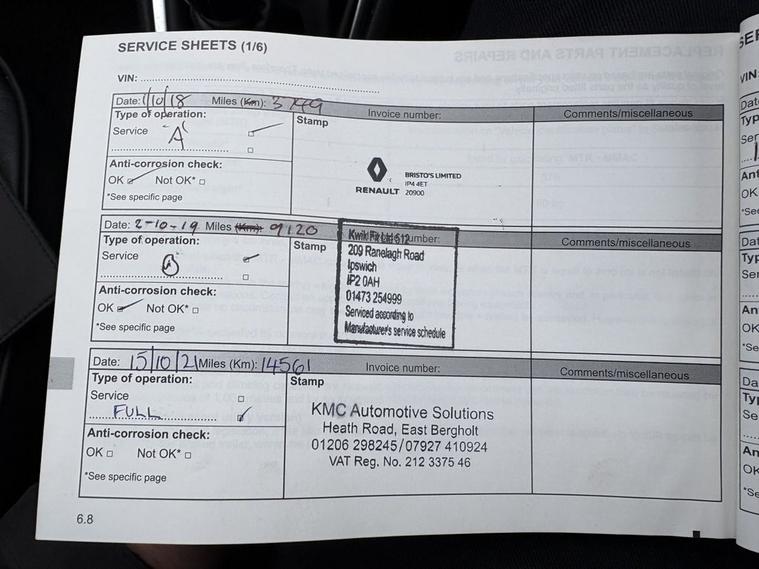 SERVICE SHEETS (1/6)
VIN:
Date: 1/10/18 Miles (Km): 3749 Invoice number: Comments/miscellaneous
Type of operation:
Service A
Stamp
Anti-corrosion check:
OK Not OK*
*See specific page
RENAULT
BRISTO'S LIMITED
IP4 4ET
20900
Date: 2-10-19 Miles (Km): 9120 number: Comments/miscellaneous
Type of operation:
Service
Stamp
Anti-corrosion check:
OK Not OK*
*See specific page
Kwik Fit Ltd 512
209 Ranelagh Road
Ipswich
IP2 0AH
01473 254999
Serviced according to
Manufacturer's service schedule
Date: 15/10/21 Miles (Km): 14561 Invoice number: Comments/miscellaneous
Type of operation:
Service
FULL
Stamp
Anti-corrosion check:
OK Not OK*
*See specific page
KMC Automotive Solutions
Heath Road, East Bergholt
01206 298245/07927 410924
VAT Reg. No. 212 3375 46
6.8